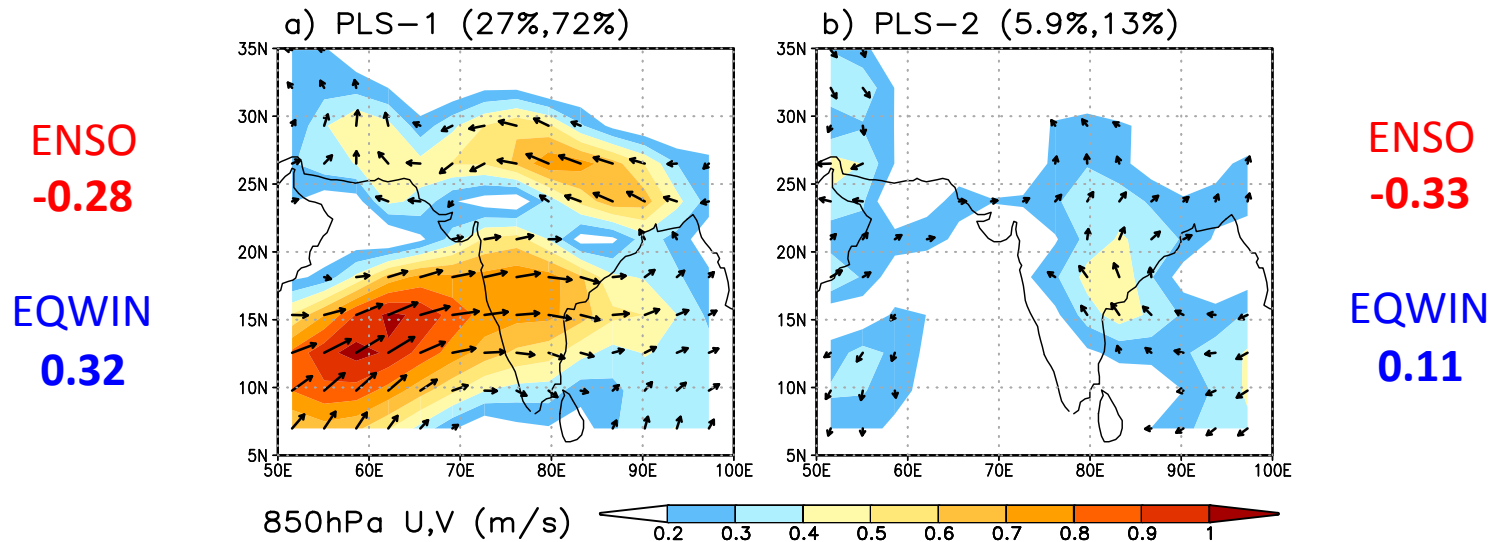 a) PLS-1 (27%,72%)
b) PLS-2 (5.9%,13%)
ENSO
-0.28
EQWIN
0.32
35N
30N
25N
20N
15N
10N
5N
50E 60E 70E 80E 90E 100E
35N
30N
25N
20N
15N
10N
5N
50E 60E 70E 80E 90E 100E
ENSO
-0.33
EQWIN
0.11
850hPa U,V (m/s)
0.2 0.3 0.4 0.5 0.6 0.7 0.8 0.9 1